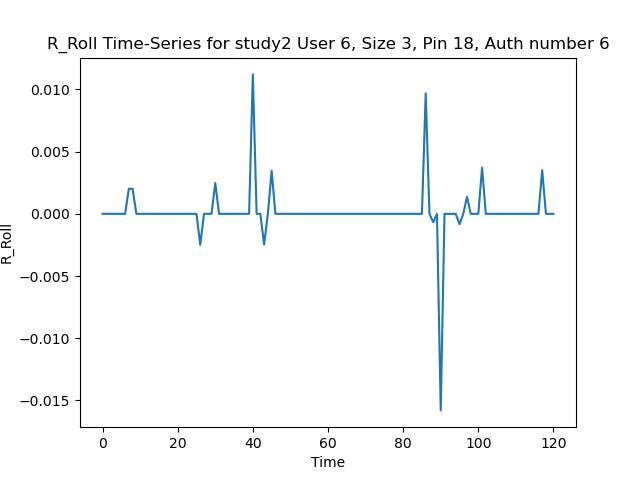 R_Roll Time-Series for study2 User 6, Size 3, Pin 18, Auth number 6
0.010
0.005
0.000
−0.005
−0.010
−0.015
R_Roll
0 20 40 60 80 100 120
Time